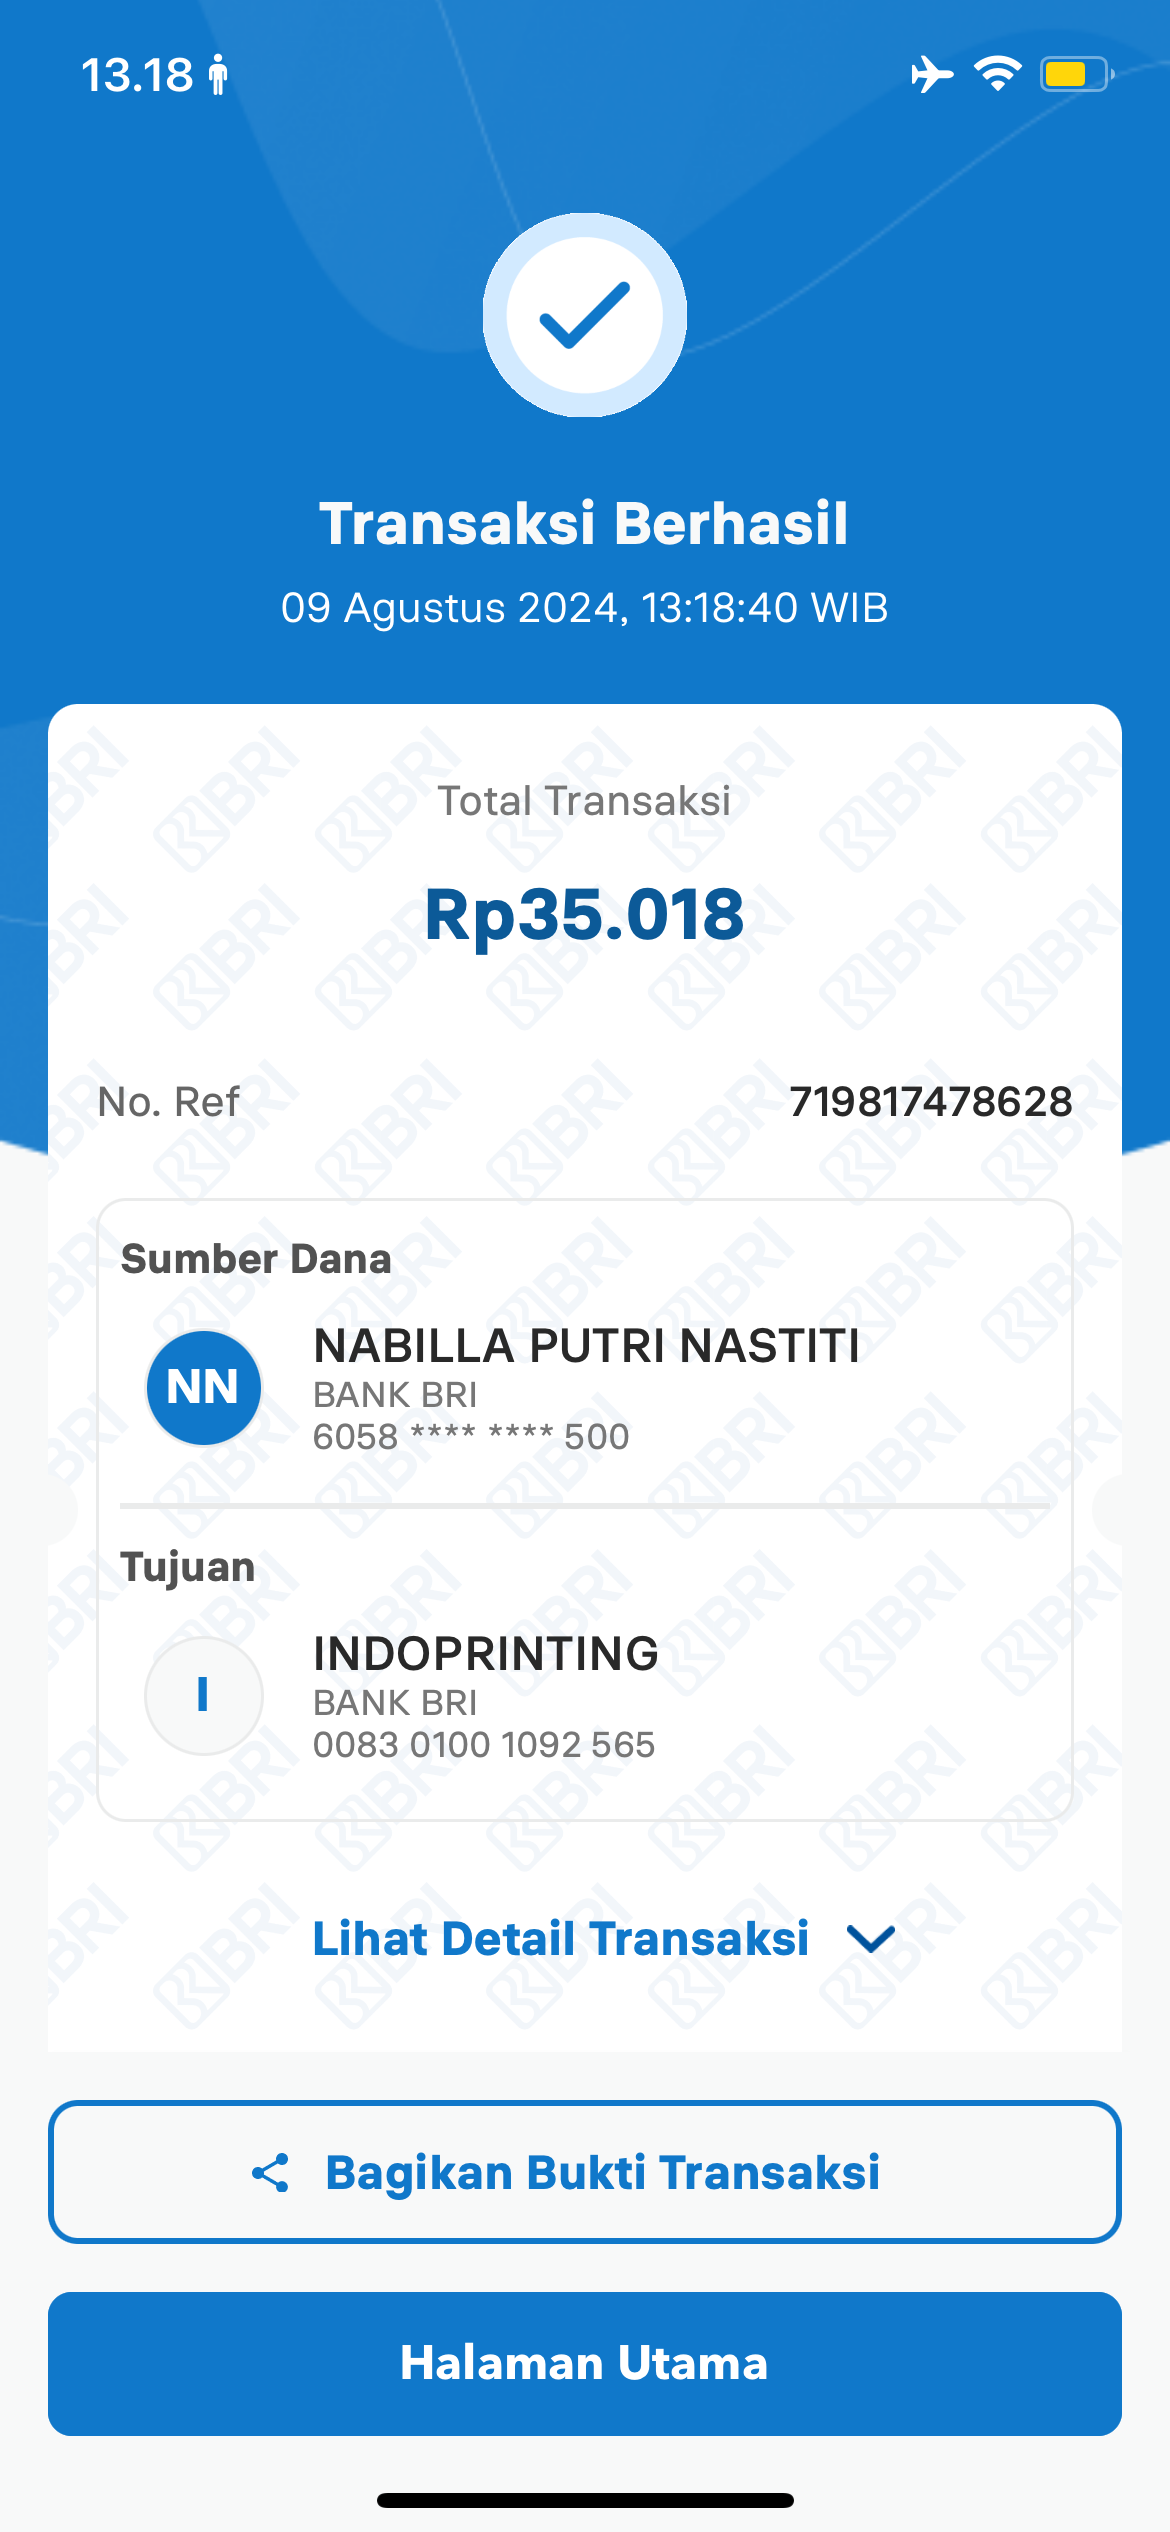 13.18
Transaksi Berhasil
09 Agustus 2024, 13:18:40 WIB
Total Transaksi
Rp35.018
No. Ref
719817478628
Sumber Dana
NN
NABILLA PUTRI NASTITI
BANK BRI
6058 **** **** 500
Tujuan
I
INDOPRINTING
BANK BRI
0083 0100 1092 565
Lihat Detail Transaksi
Bagikan Bukti Transaksi
Halaman Utama